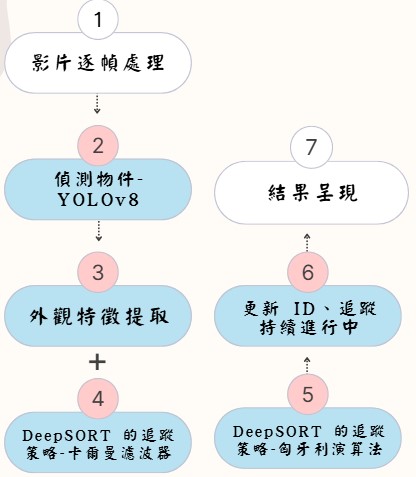 1
影片逐幀處理
2
偵測物件-
YOLOv8
3
外觀特徵提取
+
4
DeepSORT 的追蹤
策略-卡爾曼濾波器
5
DeepSORT 的追蹤
策略-匈牙利演算法
6
更新 ID、追蹤
持續進行中
7
結果呈現